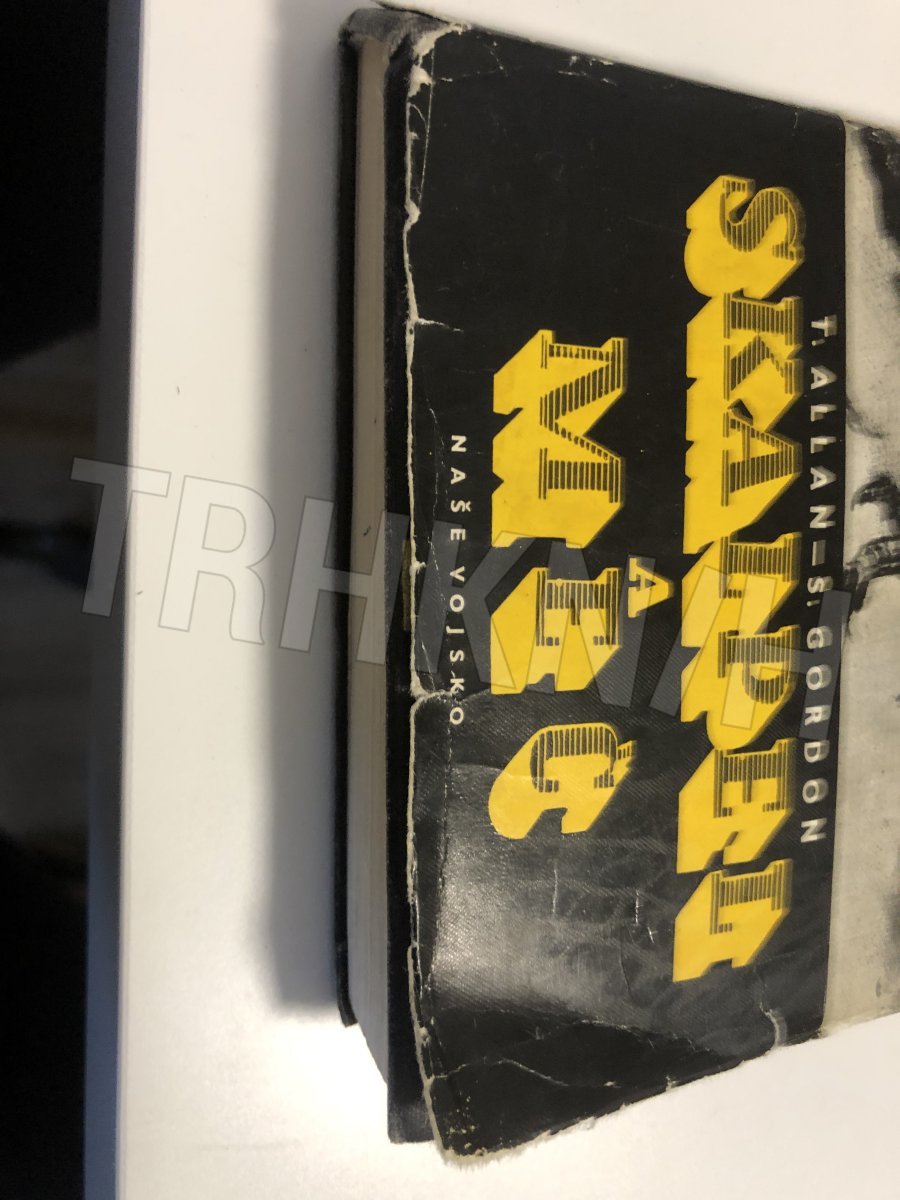 T. ALLAN–S. GORDON
SKALPEL
A
MEČ
NAŠE VOJSKO
TRHKNIH